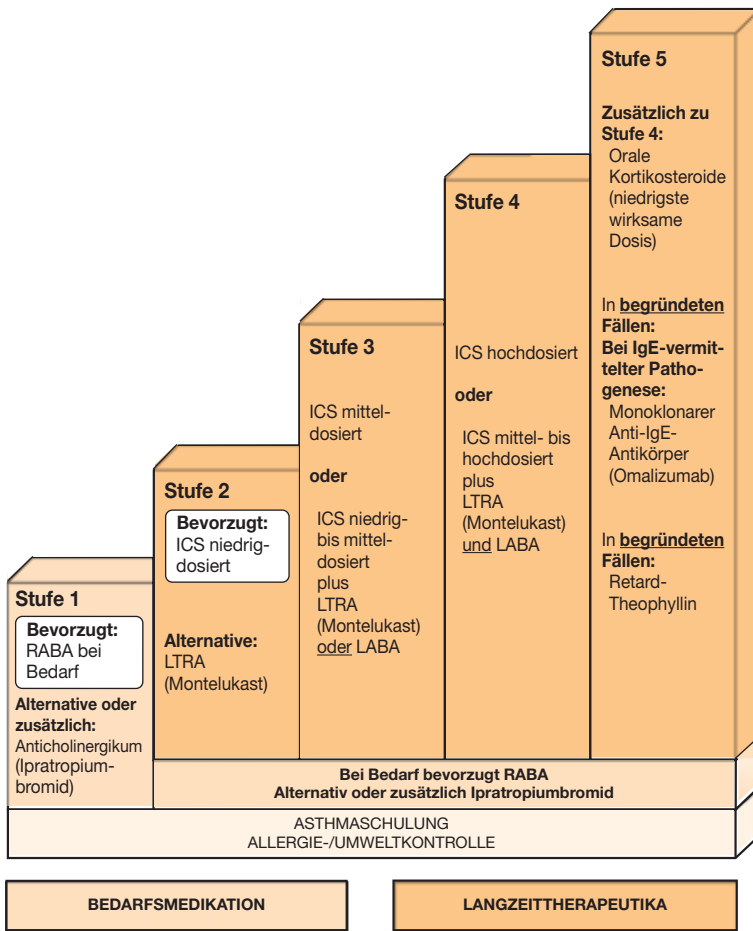 Stufe 1
Bevorzugt:
RABA bei
Bedarf
Alternative oder
zusätzlich:
Anticholinergikum
(Ipratropium-
bromid)
Stufe 2
Bevorzugt:
ICS niedrig-
dosiert
Alternative:
LTRA
(Montelukast)
Stufe 3
ICS mittel-
dosiert
oder
ICS niedrig-
bis mittel-
dosiert
plus
LTRA
(Montelukast)
oder LABA
Stufe 4
ICS hochdosiert
oder
ICS mittel- bis
hochdosiert
plus
LTRA
(Montelukast)
und LABA
Stufe 5
Zusätzlich zu
Stufe 4:
Orale
Kortikosteroide
(niedrigste
wirksame
Dosis)
In begründeten
Fällen:
Bei IgE-vermit-
telter Patho-
genese:
Monoklonarer
Anti-IgE-
Antikörper
(Omalizumab)
In begründeten
Fällen:
Retard-
Theophyllin
Bei Bedarf bevorzugt RABA
Alternativ oder zusätzlich Ipratropiumbromid
ASTHMASCHULUNG
ALLERGIE-/UMWELTKONTROLLE
BEDARFSMEDIKATION
LANGZEITTHERAPEUTIKA